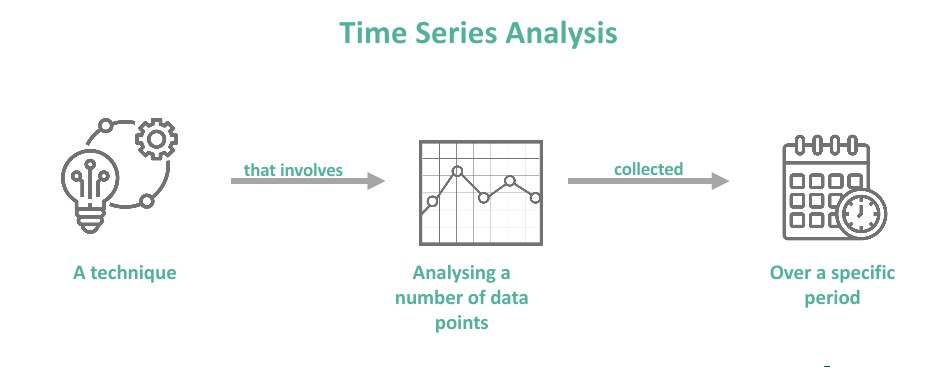 Time Series Analysis
that involves
collected
A technique
Analysing a
number of data
points
Over a specific
period